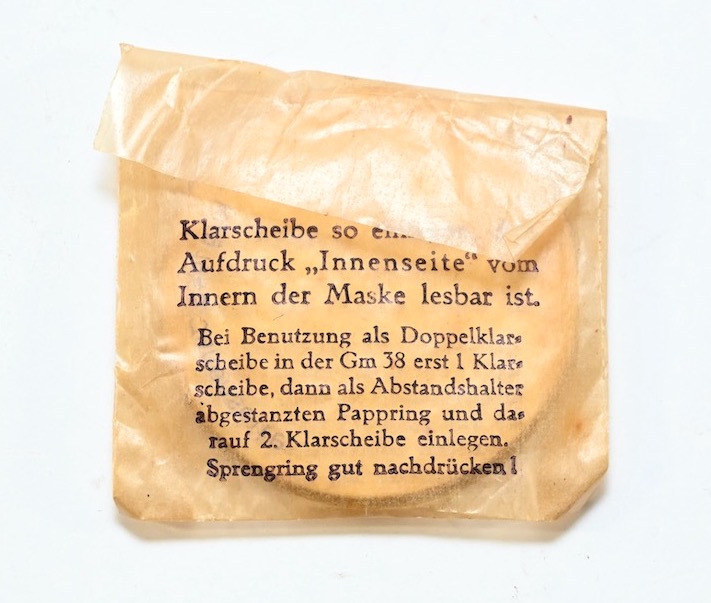 Klarscheibe so
Aufdruck „Innenseite“ vom
Innern der Maske lesbar ist.
Bei Benutzung als Doppelklar-
scheibe in der Gm 38 erst 1 Klar-
scheibe, dann als Abstandshalter
abgestanzten Pappring und da-
rauf 2. Klarscheibe einlegen.
Sprengring gut nachdrücken!